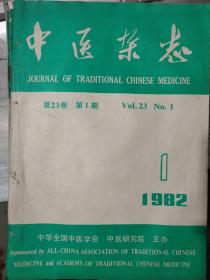 中医杂志
JOURNAL OF TRADITIONAL CHINESE MEDICINE
第23卷 第1期 Vol.23 No.1
1
1982
中华全国中医学会 中医研究院 主办
Sponsored by ALL-CHINA ASSOCIATION OF TRADITIONAL CHINESE
MEDICINE and ACADEMY OF TRADITIONAL CHINESE MEDICINE